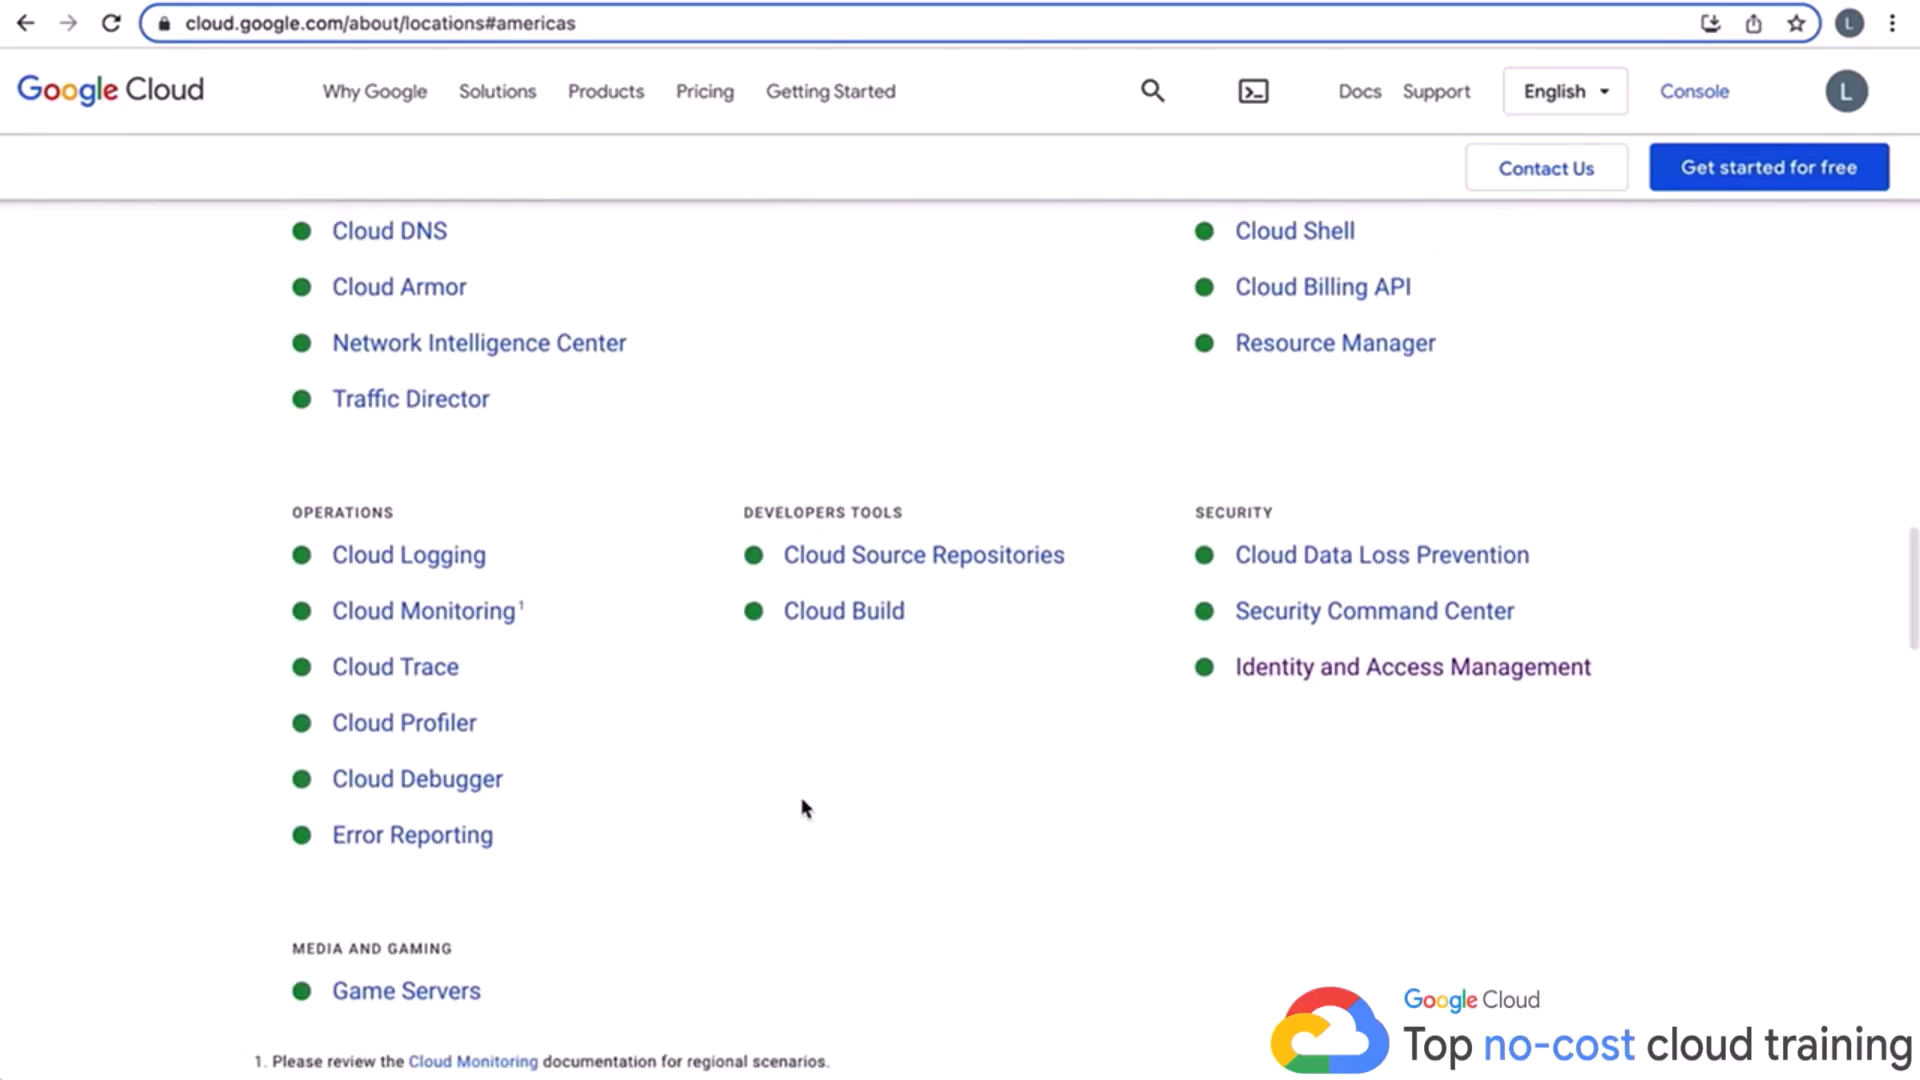 cloud.google.com/about/locations#americas
L
Google Cloud
Why Google
Solutions
Products
Pricing
Getting Started
Docs
Support
English
Console
L
Contact Us
Get started for free
Cloud DNS
Cloud Armor
Network Intelligence Center
Traffic Director
Cloud Shell
Cloud Billing API
Resource Manager
OPERATIONS
Cloud Logging
Cloud Monitoring¹
Cloud Trace
Cloud Profiler
Cloud Debugger
Error Reporting
DEVELOPERS TOOLS
Cloud Source Repositories
Cloud Build
SECURITY
Cloud Data Loss Prevention
Security Command Center
Identity and Access Management
MEDIA AND GAMING
Game Servers
1. Please review the Cloud Monitoring documentation for regional scenarios.
Google Cloud
Top no-cost cloud training